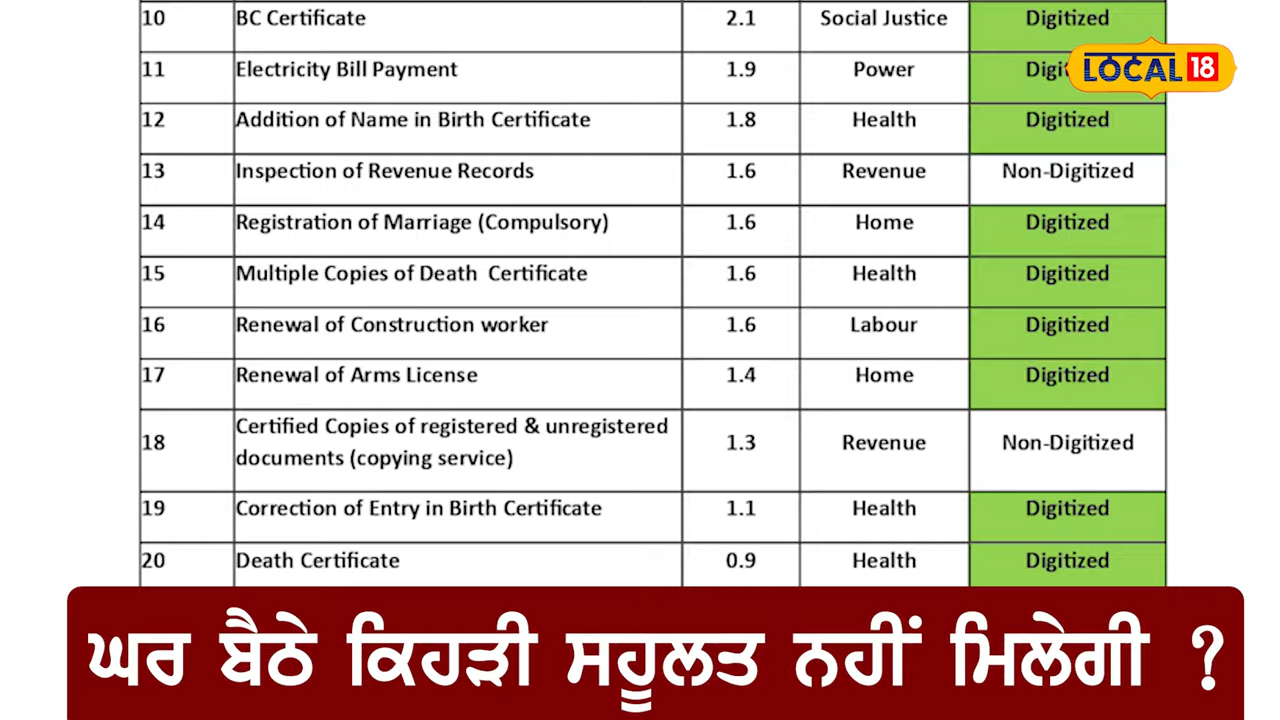 10 BC Certificate 2.1 Social Justice Digitized
11 Electricity Bill Payment 1.9 Power
LOCAL 18
12 Addition of Name in Birth Certificate 1.8 Health Digitized
13 Inspection of Revenue Records 1.6 Revenue Non-Digitized
14 Registration of Marriage (Compulsory) 1.6 Home Digitized
15 Multiple Copies of Death Certificate 1.6 Health Digitized
16 Renewal of Construction worker 1.6 Labour Digitized
17 Renewal of Arms License 1.4 Home Digitized
18 Certified Copies of registered & unregistered
documents (copying service) 1.3 Revenue Non-Digitized
19 Correction of Entry in Birth Certificate 1.1 Health Digitized
20 Death Certificate 0.9 Health Digitized
ਘਰ ਬੈਠੇ ਕਿਹੜੀ ਸਹੂਲਤ ਨਹੀਂ ਮਿਲੇਗੀ ?